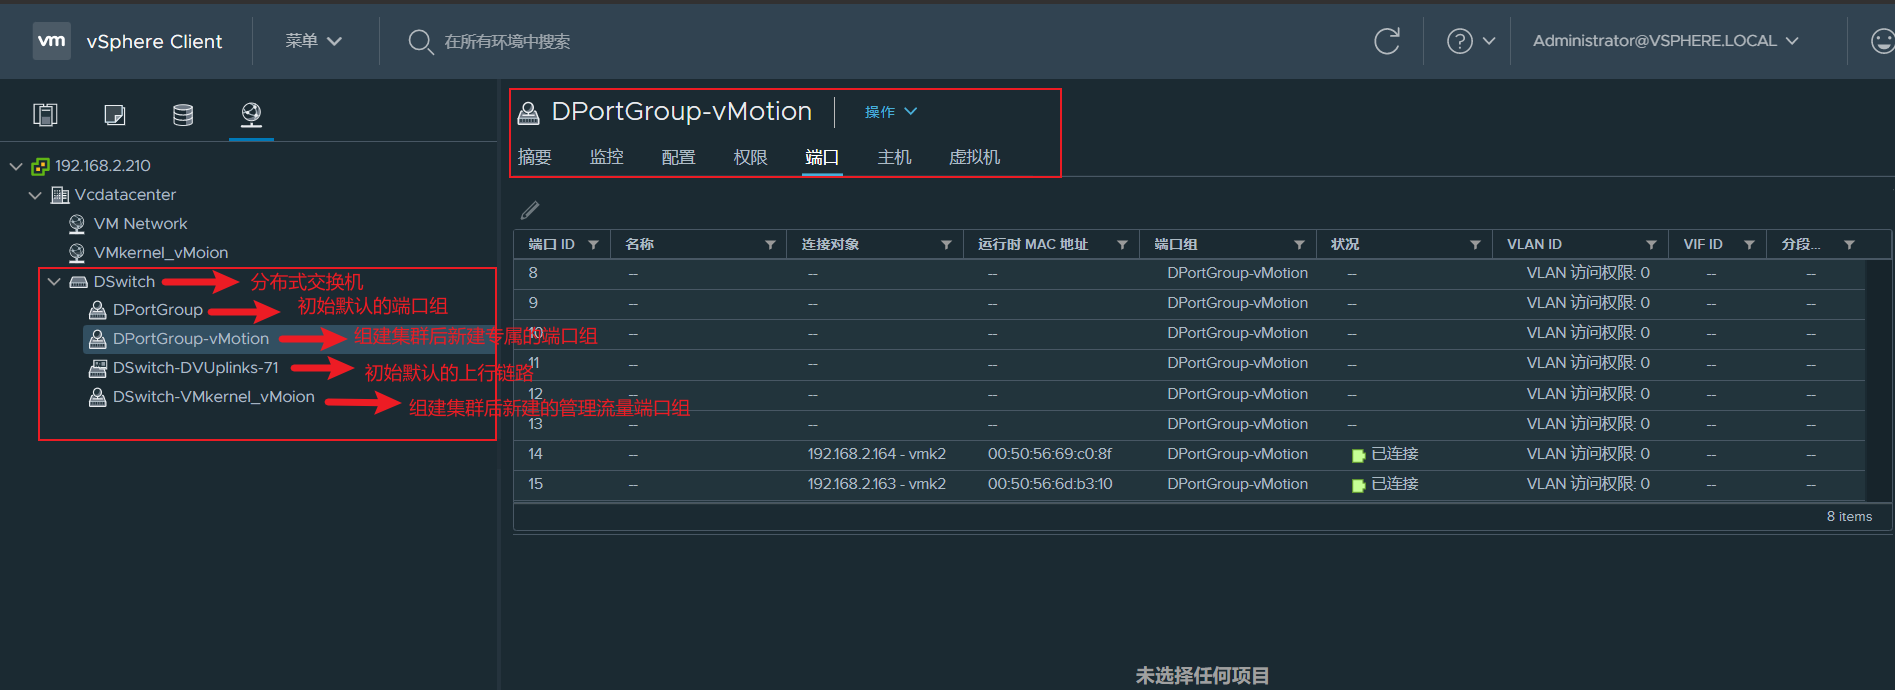 vm vSphere Client 菜单 在所有环境中搜索 Administrator@VSPHERE.LOCAL
192.168.2.210
Vcdatacenter
VM Network
VMkernel_vMoion
DSwitch 分布式交换机
DPortGroup 初始默认的端口组
DPortGroup-vMotion 组建集群后新建专属的端口组
DSwitch-DVUplinks-71 初始默认的上行链路
DSwitch-VMkernel_vMoion 组建集群后新建的管理流量端口组
DPortGroup-vMotion 操作
摘要 监控 配置 权限 端口 主机 虚拟机
端口 ID 名称 连接对象 运行时 MAC 地址 端口组 状况 VLAN ID VIF ID 分段...
8 -- -- -- DPortGroup-vMotion -- VLAN 访问权限: 0 -- --
9 -- -- -- DPortGroup-vMotion -- VLAN 访问权限: 0 -- --
10 -- -- -- DPortGroup-vMotion -- VLAN 访问权限: 0 -- --
11 -- -- -- DPortGroup-vMotion -- VLAN 访问权限: 0 -- --
12 -- -- -- DPortGroup-vMotion -- VLAN 访问权限: 0 -- --
13 -- -- -- DPortGroup-vMotion -- VLAN 访问权限: 0 -- --
14 -- 192.168.2.164 - vmk2 00:50:56:69:c0:8f DPortGroup-vMotion 已连接 VLAN 访问权限: 0 -- --
15 -- 192.168.2.163 - vmk2 00:50:56:6d:b3:10 DPortGroup-vMotion 已连接 VLAN 访问权限: 0 -- --
8 items
未选择任何项目